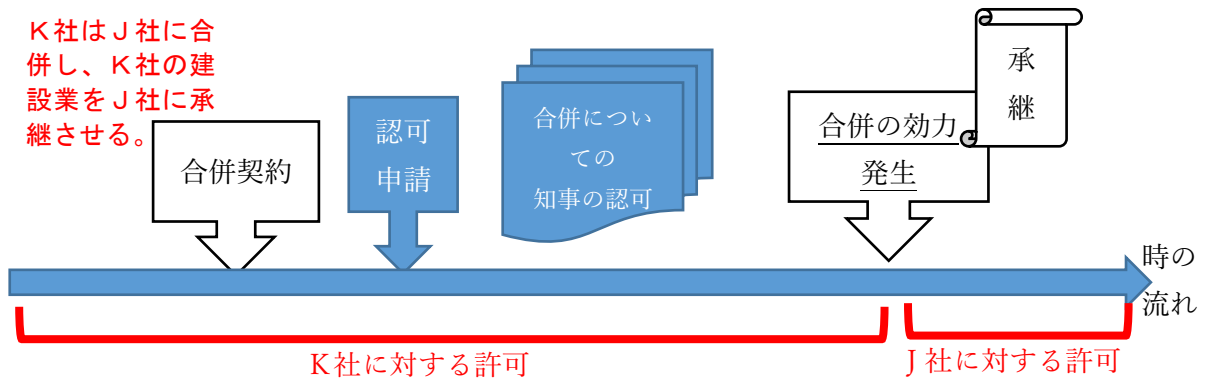 K社はJ社に合
併し、K社の建
設業をJ社に承
継させる。
合併契約
認可
申請
合併につい
ての
知事の認可
合併の効力
発生
承
継
時の
流れ
K社に対する許可
J 社に対する許可